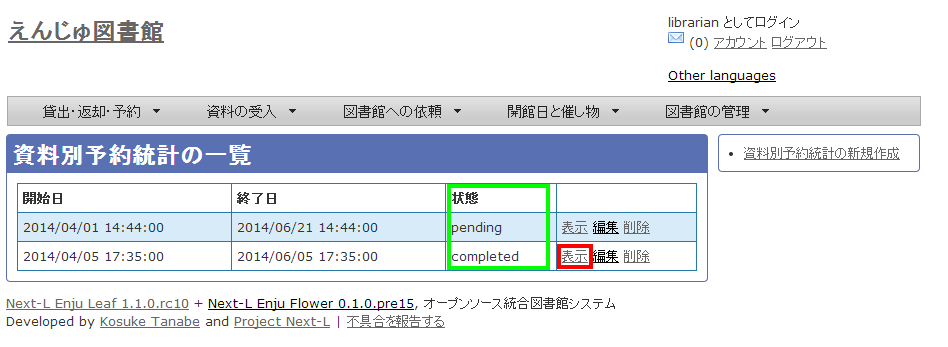 えんじゅ図書館
librarian としてログイン
(0) アカウント ログアウト
Other languages
貸出・返却・予約 資料の受入 図書館への依頼 開館日と催し物 図書館の管理
資料別予約統計の一覧
資料別予約統計の新規作成
開始日 終了日 状態
2014/04/01 14:44:00 2014/06/21 14:44:00 pending 表示 編集 削除
2014/04/05 17:35:00 2014/06/05 17:35:00 completed 表示 編集 削除
Next-L Enju Leaf 1.1.0.rc10 + Next-L Enju Flower 0.1.0.pre15, オープンソース統合図書館システム
Developed by Kosuke Tanabe and Project Next-L | 不具合を報告する